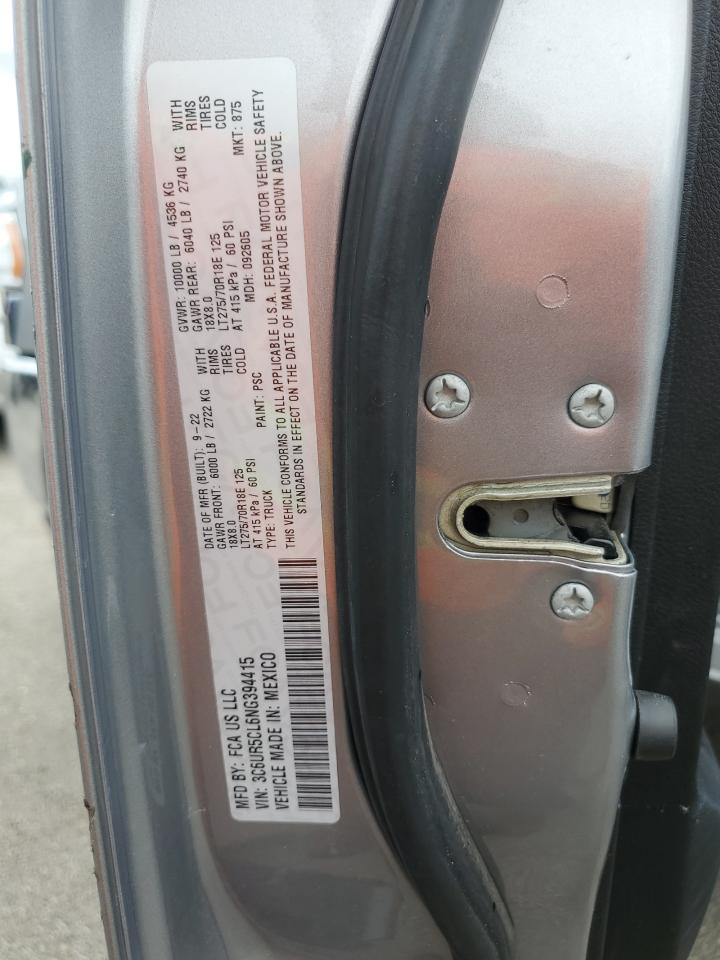 MFD BY: FCA US LLC
DATE OF MFR (BUILT): 9-22
GVWR: 10000 LB / 4536 KG
GAWR FRONT: 6000 LB / 2722 KG WITH
18X8.0 RIMS
LT275/70R18E 125 TIRES
AT 415 kPa / 60 PSI COLD
GAWR REAR: 6040 LB / 2740 KG WITH
18X8.0 RIMS
LT275/70R18E 125 TIRES
AT 415 kPa / 60 PSI COLD
VIN: 3C6UR5CL6NG394415
TYPE: TRUCK PAINT: PSC MDH: 092605 MKT: 875
VEHICLE MADE IN: MEXICO
THIS VEHICLE CONFORMS TO ALL APPLICABLE U.S.A. FEDERAL MOTOR VEHICLE SAFETY
STANDARDS IN EFFECT ON THE DATE OF MANUFACTURE SHOWN ABOVE.